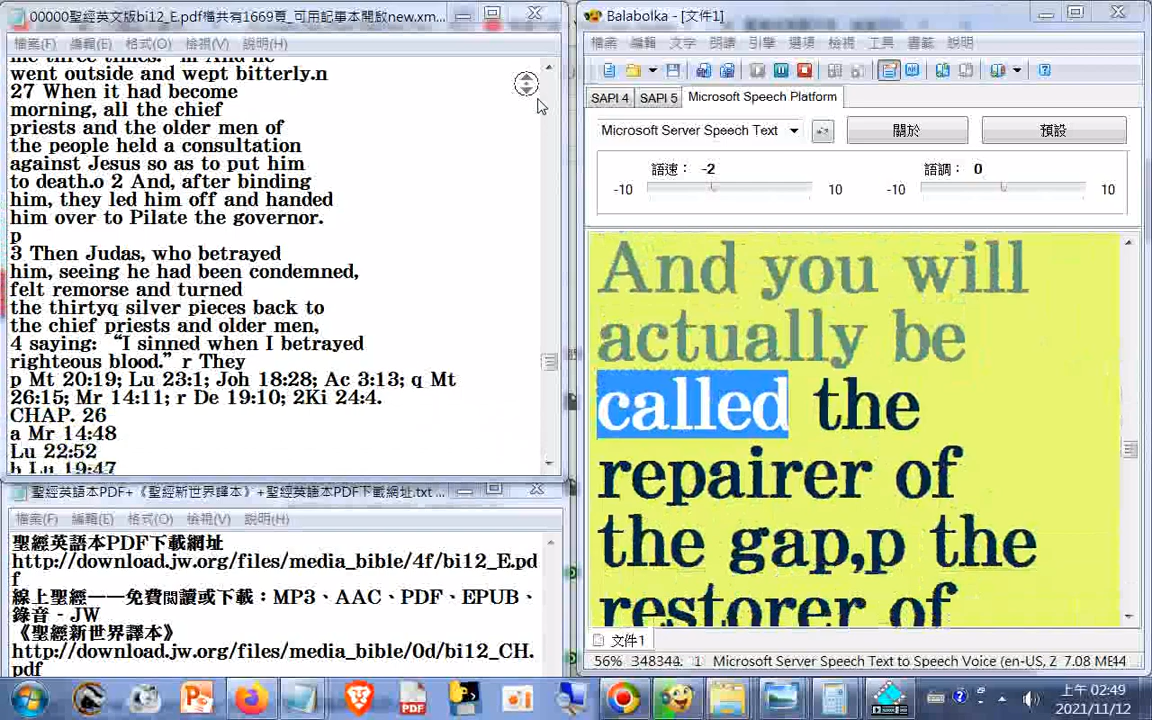 00000聖經英文版bi12_E.pdf檔共有1669頁_可用記事本開啟new.xm...
檔案(F) 編輯(E) 格式(O) 檢視(V) 說明(H)
me three times." m And he
went outside and wept bitterly.n
27 When it had become
morning, all the chief
priests and the older men of
the people held a consultation
against Jesus so as to put him
to death.o 2 And, after binding
him, they led him off and handed
him over to Pilate the governor.
p
3 Then Judas, who betrayed
him, seeing he had been condemned,
felt remorse and turned
the thirtyq silver pieces back to
the chief priests and older men,
4 saying: “I sinned when I betrayed
righteous blood.” r They
p Mt 20:19; Lu 23:1; Joh 18:28; Ac 3:13; q Mt
26:15; Mr 14:11; r De 19:10; 2Ki 24:4.
CHAP. 26
a Mr 14:48
Lu 22:52
b Lu 19:47
聖經英語本PDF+《聖經新世界譯本》+聖經英語本PDF下載網址.txt ...
檔案(F) 編輯(E) 格式(O) 檢視(V) 說明(H)
聖經英語本PDF下載網址
http://download.jw.org/files/media_bible/4f/bi12_E.pd
f
線上聖經——免費閱讀或下載：MP3、AAC、PDF、EPUB、
錄音 - JW
《聖經新世界譯本》
http://download.jw.org/files/media_bible/0d/bi12_CH.
pdf
Balabolka - [文件1]
檔案 編輯 文字 朗讀 引擎 選項 檢視 工具 書籤 說明
SAPI 4 SAPI 5 Microsoft Speech Platform
Microsoft Server Speech Text 關於 預設
語速： -2 語調： 0
-10 10 -10 10
And you will
actually be
called the
repairer of
the gap,p the
restorer of
文件1
56% 348344: 1 Microsoft Server Speech Text to Speech Voice (en-US, Z 7.08 ME44
上午 02:49
2021/11/12